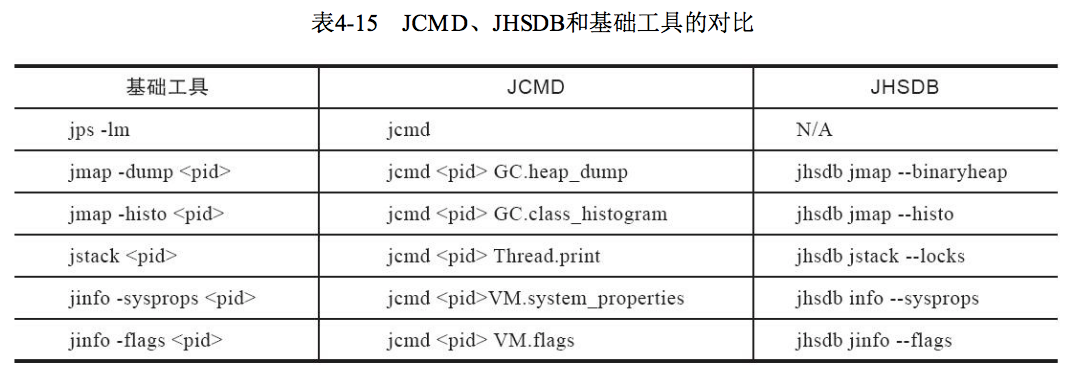 表4-15 JCMD、JHSDB和基础工具的对比
基础工具 JCMD JHSDB
jps -lm jcmd N/A
jmap -dump <pid> jcmd <pid> GC.heap_dump jhsdb jmap --binaryheap
jmap -histo <pid> jcmd <pid> GC.class_histogram jhsdb jmap --histo
jstack <pid> jcmd <pid> Thread.print jhsdb jstack --locks
jinfo -sysprops <pid> jcmd <pid>VM.system_properties jhsdb info --sysprops
jinfo -flags <pid> jcmd <pid> VM.flags jhsdb jinfo --flags